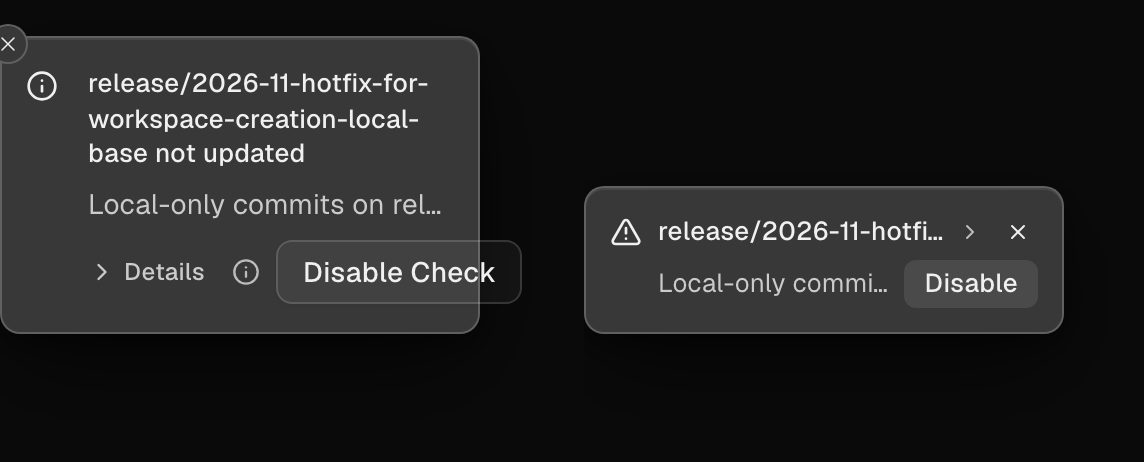 release/2026-11-hotfix-for-
workspace-creation-local-
base not updated
Local-only commits on rel...
Details
Disable Check
release/2026-11-hotfi...
Local-only commi...
Disable